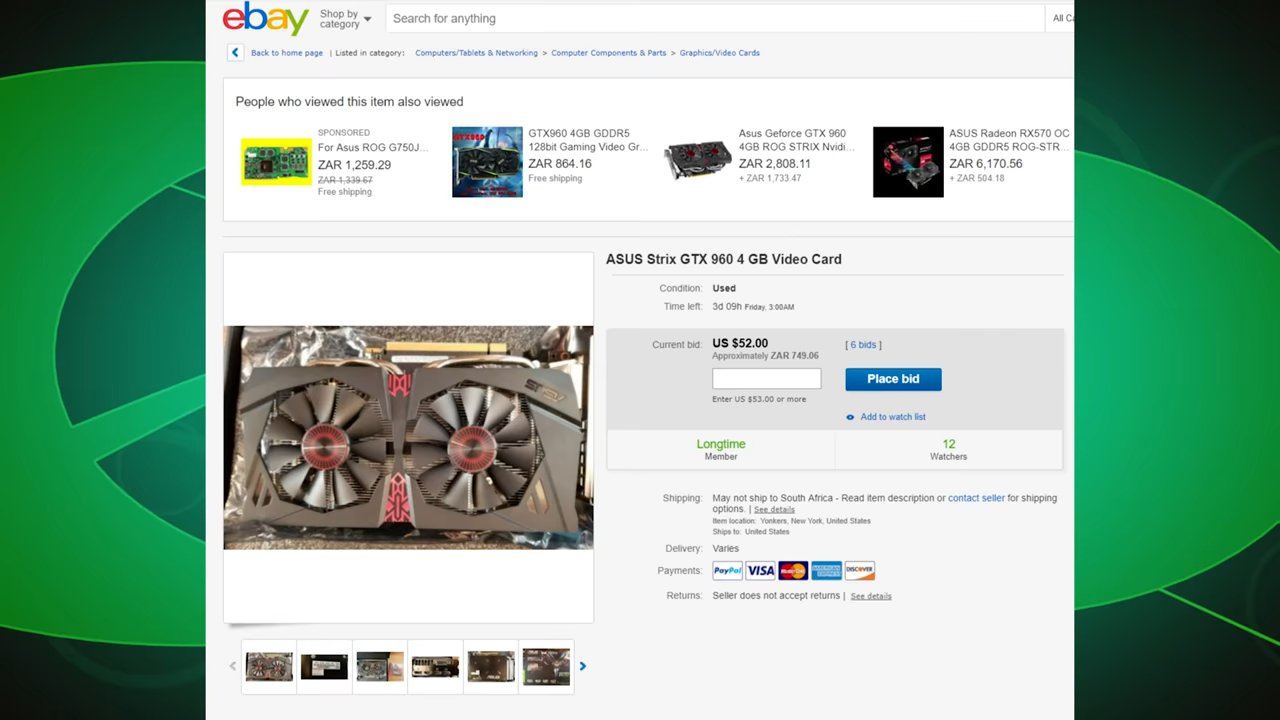 ebay
Shop by
category
Search for anything
All Ca
Back to home page | Listed in category: Computers/Tablets & Networking > Computer Components & Parts > Graphics/Video Cards
People who viewed this item also viewed
SPONSORED
For Asus ROG G750J...
ZAR 1,259.29
ZAR 1,339.67
Free shipping
GTX960
GTX960 4GB GDDR5
128bit Gaming Video Gr...
ZAR 864.16
Free shipping
Asus Geforce GTX 960
4GB ROG STRIX Nvidi...
ZAR 2,808.11
+ ZAR 1,733.47
ASUS Radeon RX570 OC
4GB GDDR5 ROG-STR...
ZAR 6,170.56
+ ZAR 504.18
ASUS Strix GTX 960 4 GB Video Card
Condition: Used
Time left: 3d 09h Friday, 3:00AM
Current bid: US $52.00 [ 6 bids ]
Approximately ZAR 749.06
Place bid
Enter US $53.00 or more
Add to watch list
Longtime
Member
12
Watchers
Shipping: May not ship to South Africa - Read item description or contact seller for shipping
options. | See details
Item location: Yonkers, New York, United States
Ships to: United States
Delivery: Varies
Payments: PayPal VISA MasterCard AMERICAN EXPRESS DISCOVER
Returns: Seller does not accept returns | See details